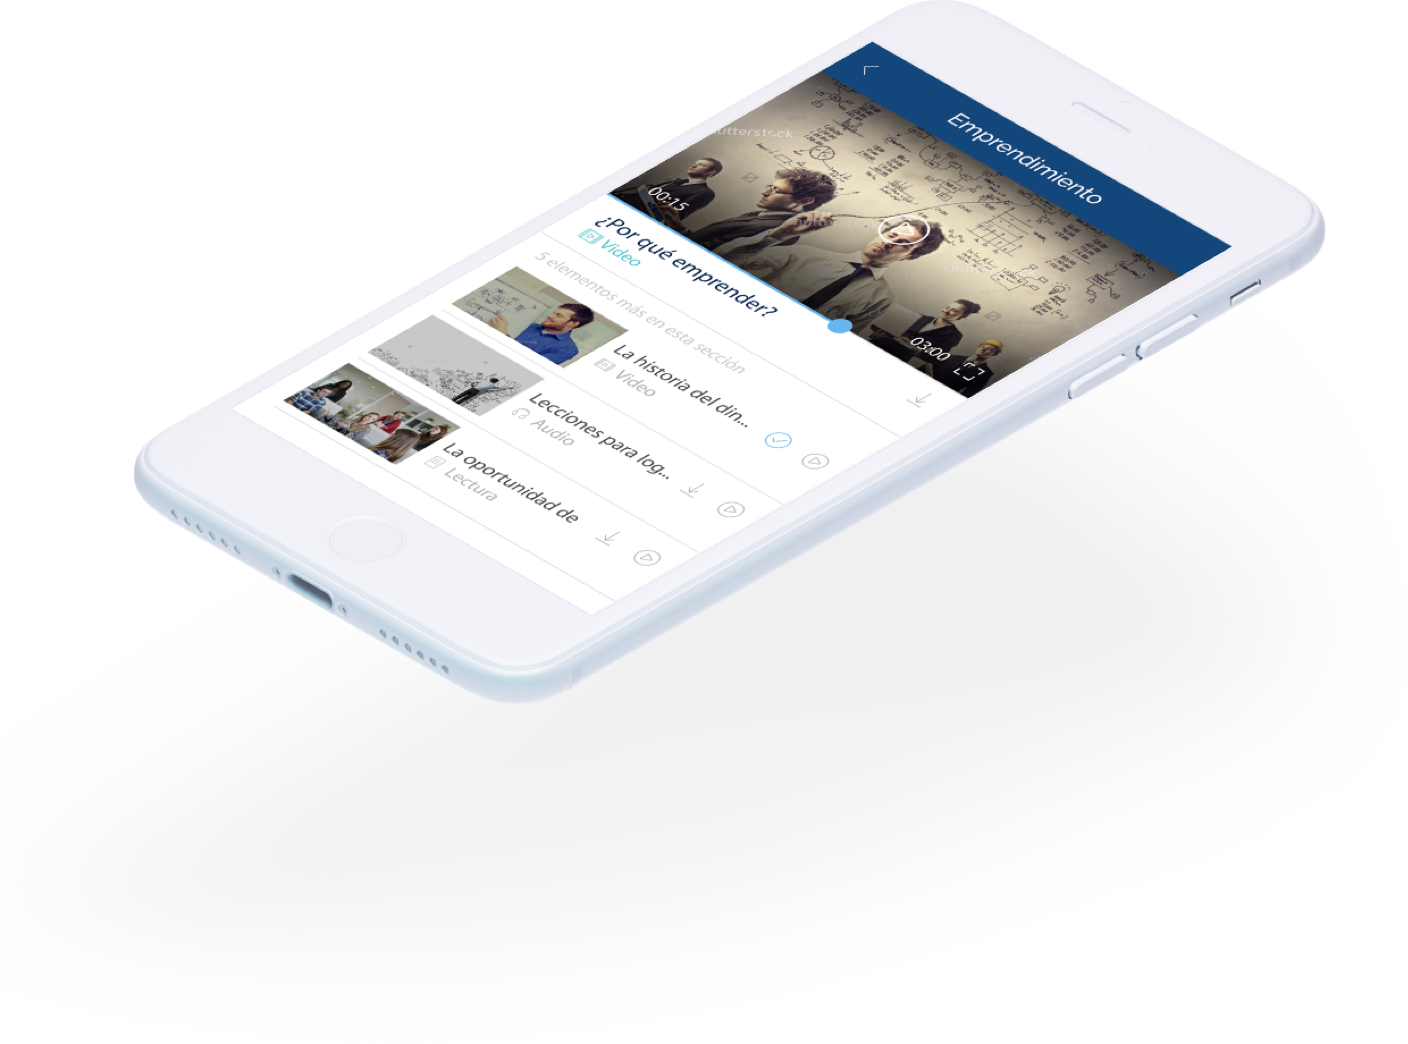 Emprendimiento
utterstock
00:15
03:00
¿Por qué emprender?
Video
5 elementos más en esta sección
La historia del din...
Video
Lecciones para log...
Audio
La oportunidad de
Lectura